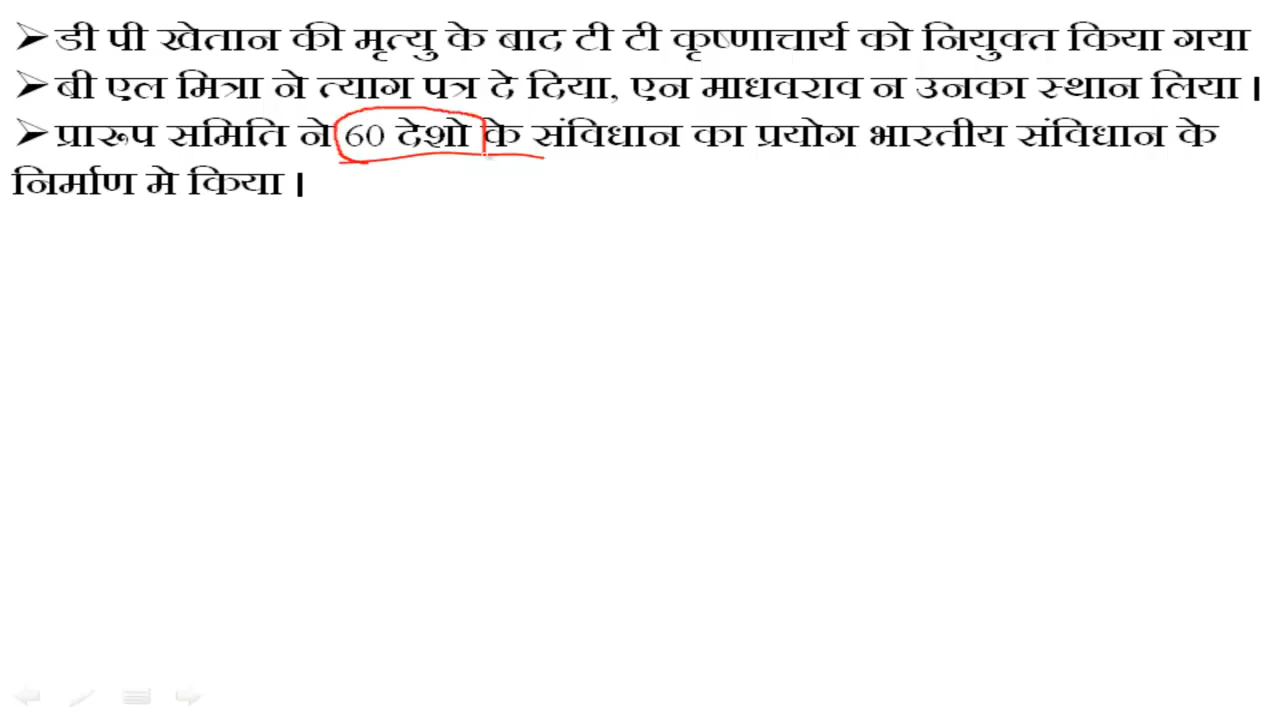 ➢डी पी खेतान की मृत्यु के बाद टी टी कृष्णाचार्य को नियुक्त किया गया
➢बी एल मित्रा ने त्याग पत्र दे दिया, एन माधवराव न उनका स्थान लिया।
➢प्रारूप समिति ने 60 देशो के संविधान का प्रयोग भारतीय संविधान के
निर्माण मे किया।